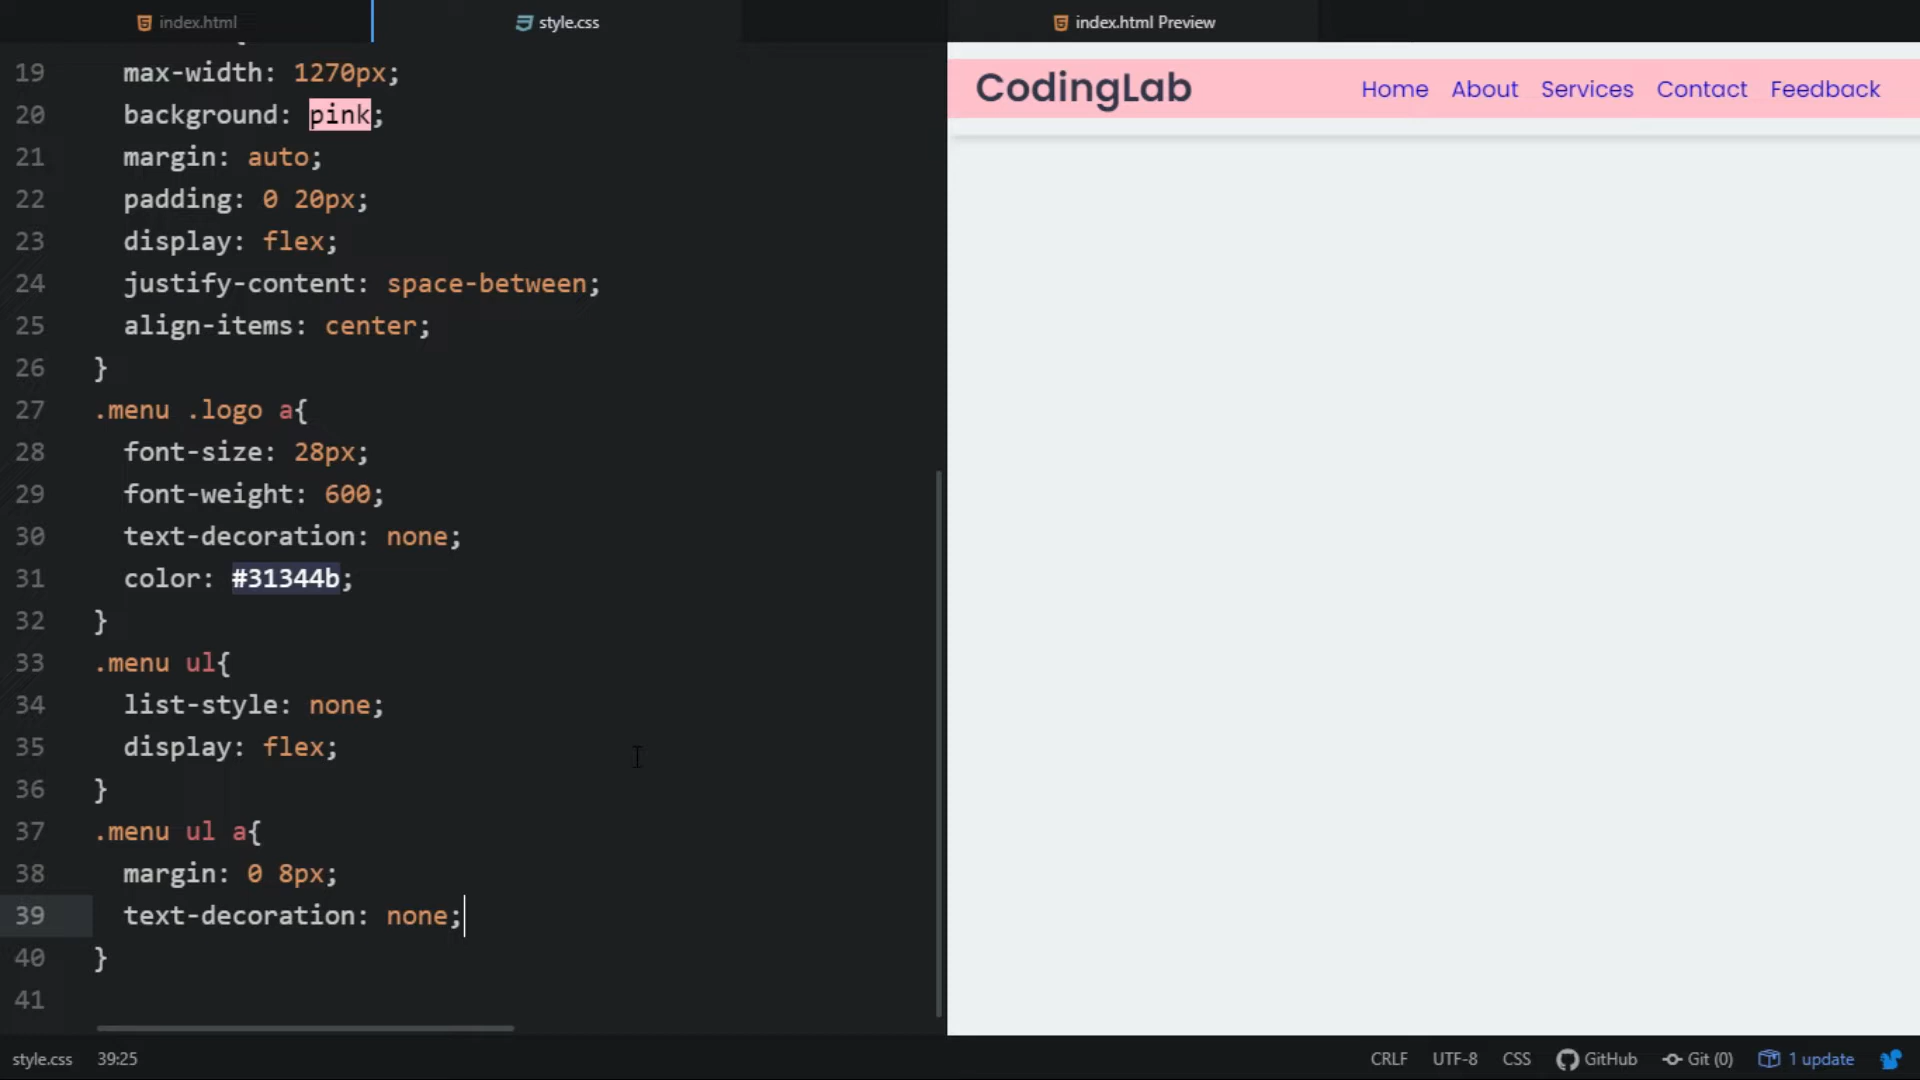 index.html
style.css
index.html Preview
19 max-width: 1270px;
20 background: pink;
21 margin: auto;
22 padding: 0 20px;
23 display: flex;
24 justify-content: space-between;
25 align-items: center;
26 }
27 .menu .logo a{
28 font-size: 28px;
29 font-weight: 600;
30 text-decoration: none;
31 color: #31344b;
32 }
33 .menu ul{
34 list-style: none;
35 display: flex;
36 }
37 .menu ul a{
38 margin: 0 8px;
39 text-decoration: none;
40 }
41
CodingLab Home About Services Contact Feedback
style.css 39:25 CRLF UTF-8 CSS GitHub Git (0) 1 update